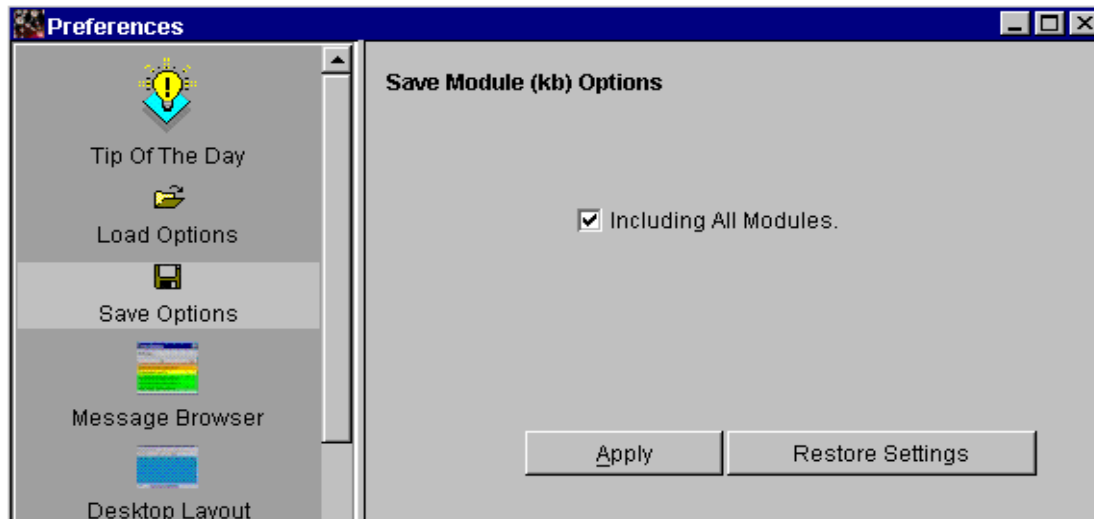 Preferences
Tip Of The Day
Load Options
Save Options
Message Browser
Desktop Layout
Save Module (kb) Options
Including All Modules.
Apply
Restore Settings